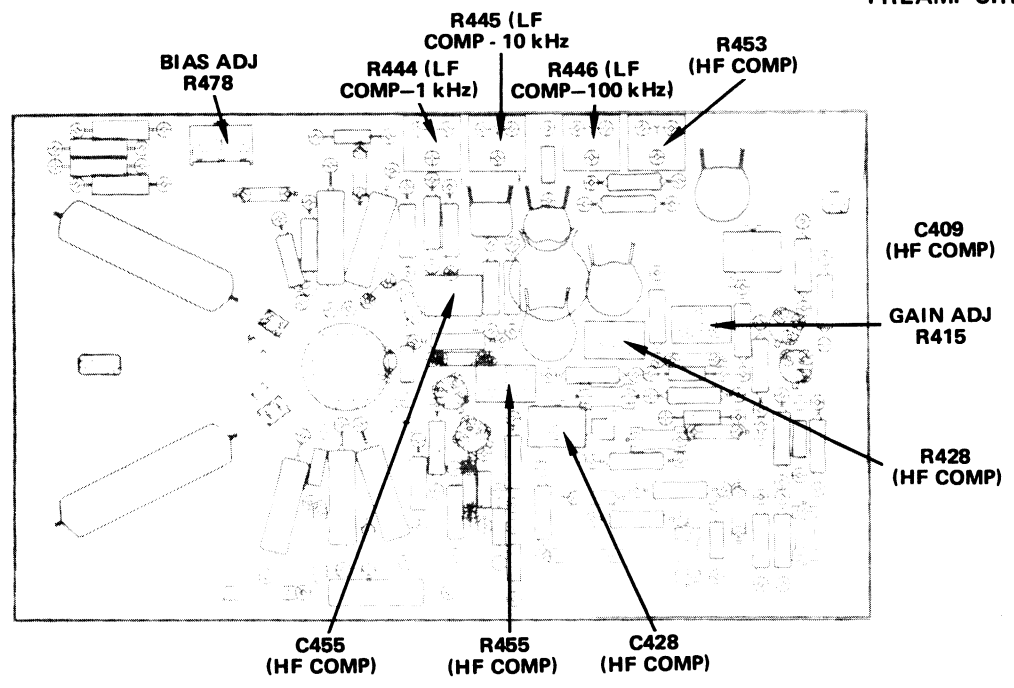 R445 (LF
COMP - 10 kHz
BIAS ADJ
R478
R444 (LF
COMP–1 kHz)
R446 (LF
COMP–100 kHz)
R453
(HF COMP)
C409
(HF COMP)
GAIN ADJ
R415
R428
(HF COMP)
C455
(HF COMP)
R455
(HF COMP)
C428
(HF COMP)